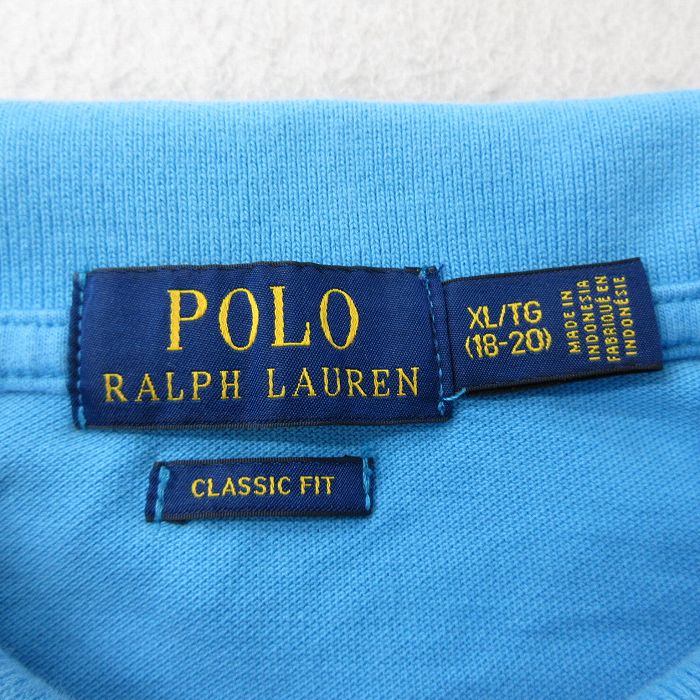 POLO
RALPH LAUREN
XL/TG
(18-20)
MADE IN
INDONESIA
FABRIQUÉ EN
INDONÉSIE
CLASSIC FIT